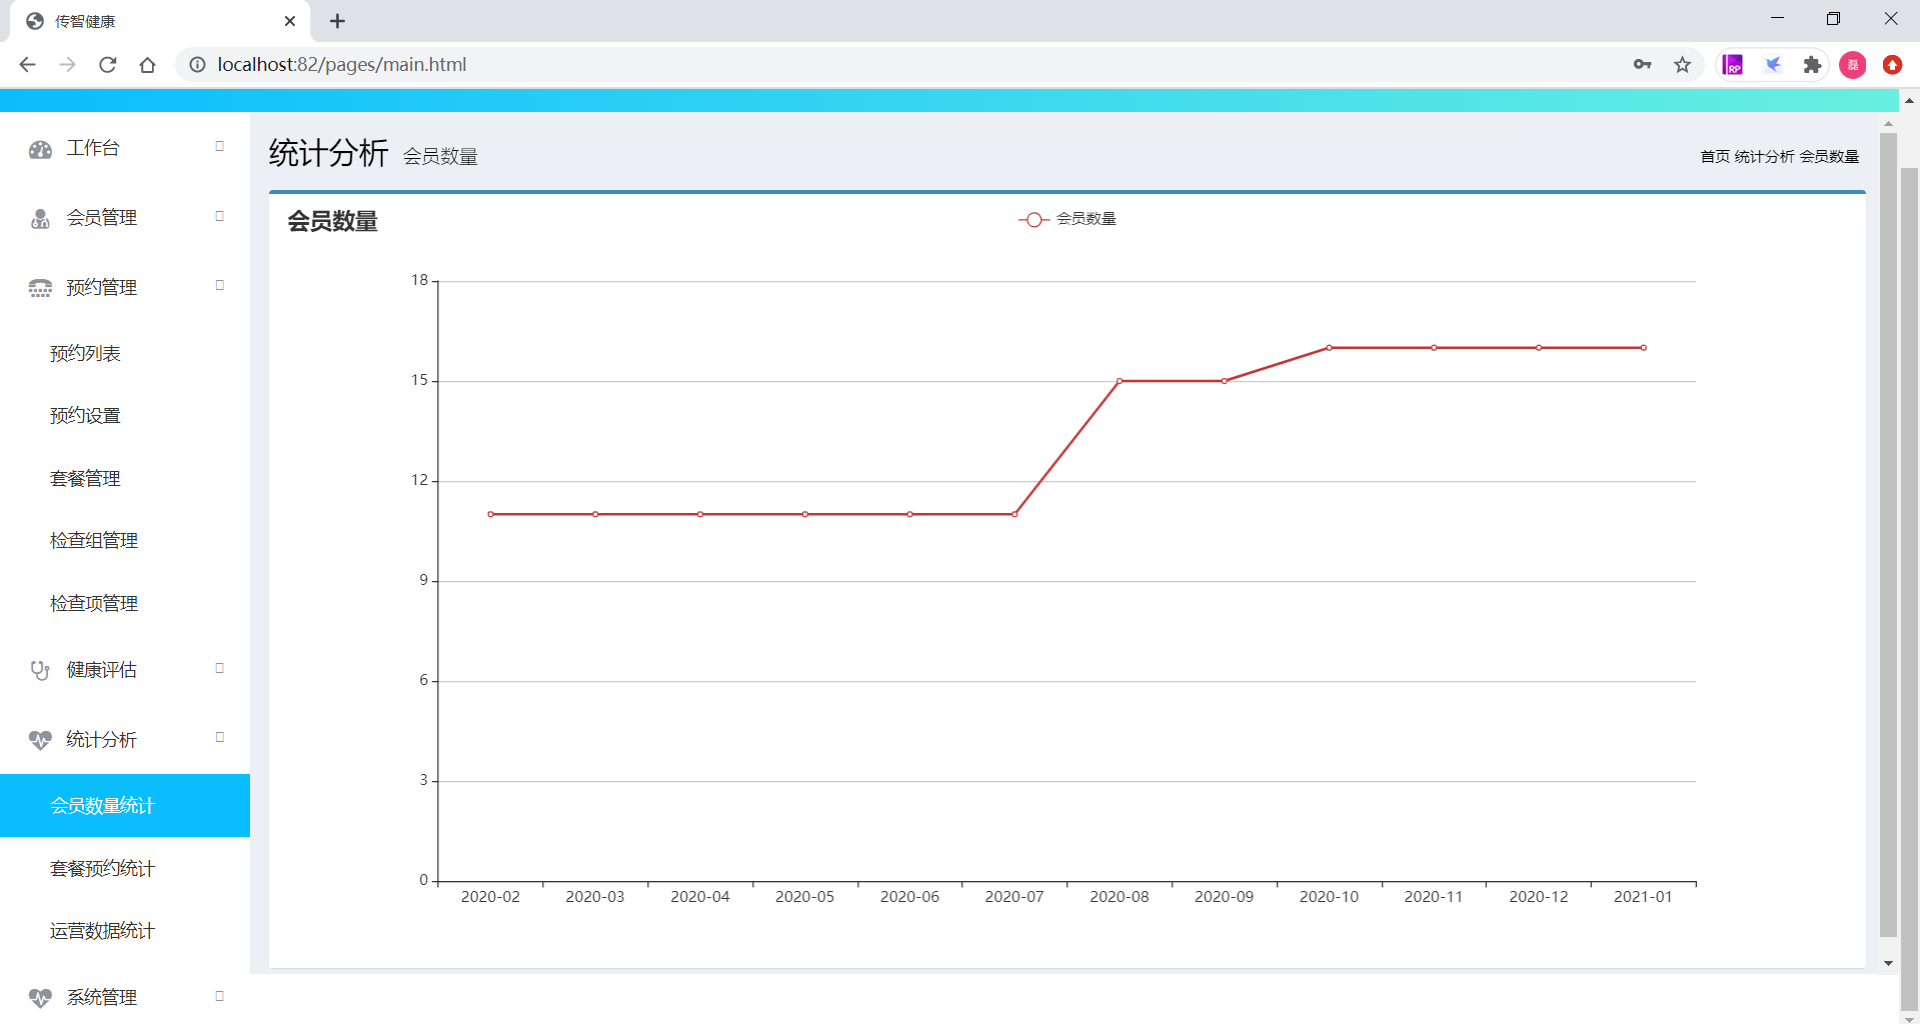 传智健康
localhost:82/pages/main.html
RP
磊
工作台
会员管理
预约管理
预约列表
预约设置
套餐管理
检查组管理
检查项管理
健康评估
统计分析
会员数量统计
套餐预约统计
运营数据统计
系统管理
统计分析 会员数量
首页 统计分析 会员数量
会员数量
会员数量
18
15
12
9
6
3
0
2020-02 2020-03 2020-04 2020-05 2020-06 2020-07 2020-08 2020-09 2020-10 2020-11 2020-12 2021-01